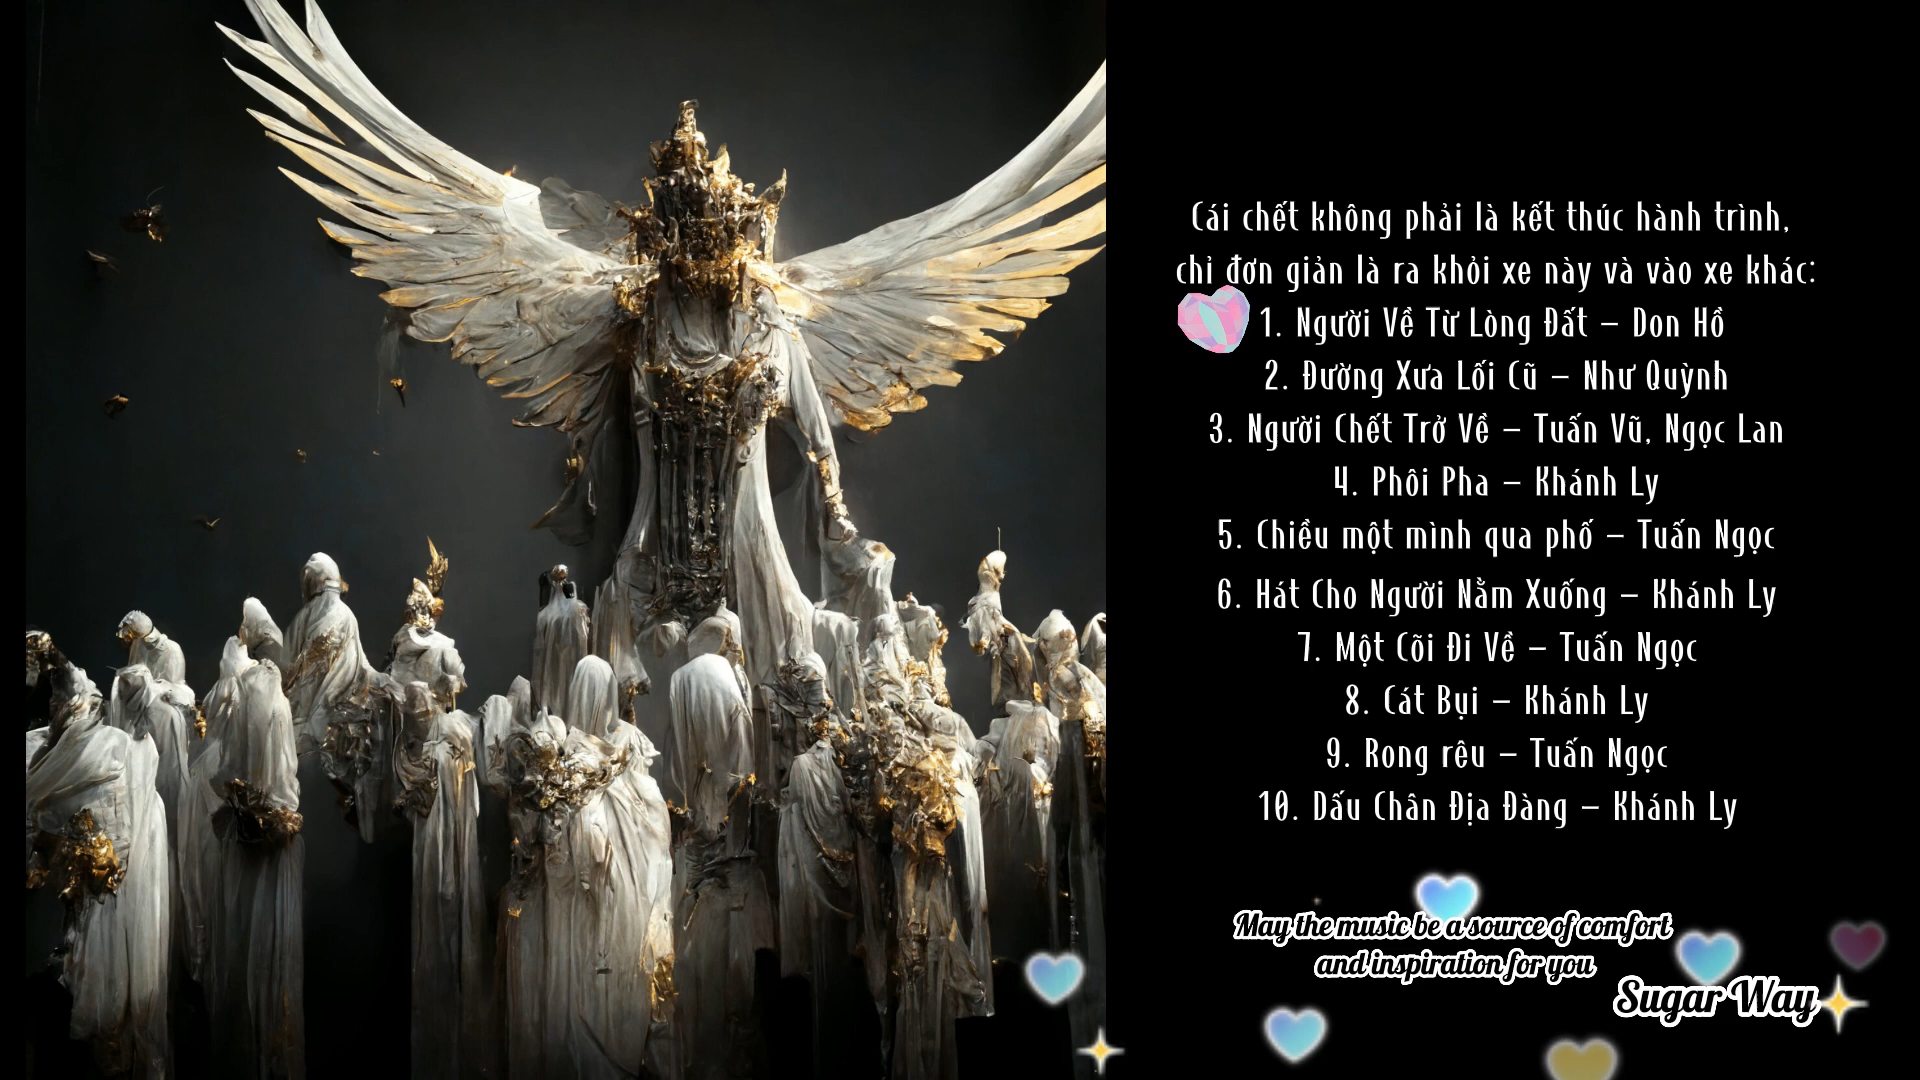 Cái chết không phải là kết thúc hành trình,
chỉ đơn giản là ra khỏi xe này và vào xe khác:
1. Người Về Từ Lòng Đất – Don Hồ
2. Đường Xưa Lối Cũ – Như Quỳnh
3. Người Chết Trở Về – Tuấn Vũ, Ngọc Lan
4. Phôi Pha – Khánh Ly
5. Chiều một mình qua phố – Tuấn Ngọc
6. Hát Cho Người Nằm Xuống – Khánh Ly
7. Một Cõi Đi Về – Tuấn Ngọc
8. Cát Bụi – Khánh Ly
9. Rong rêu – Tuấn Ngọc
10. Dấu Chân Địa Đàng – Khánh Ly
May the music be a source of comfort
and inspiration for you
Sugar Way